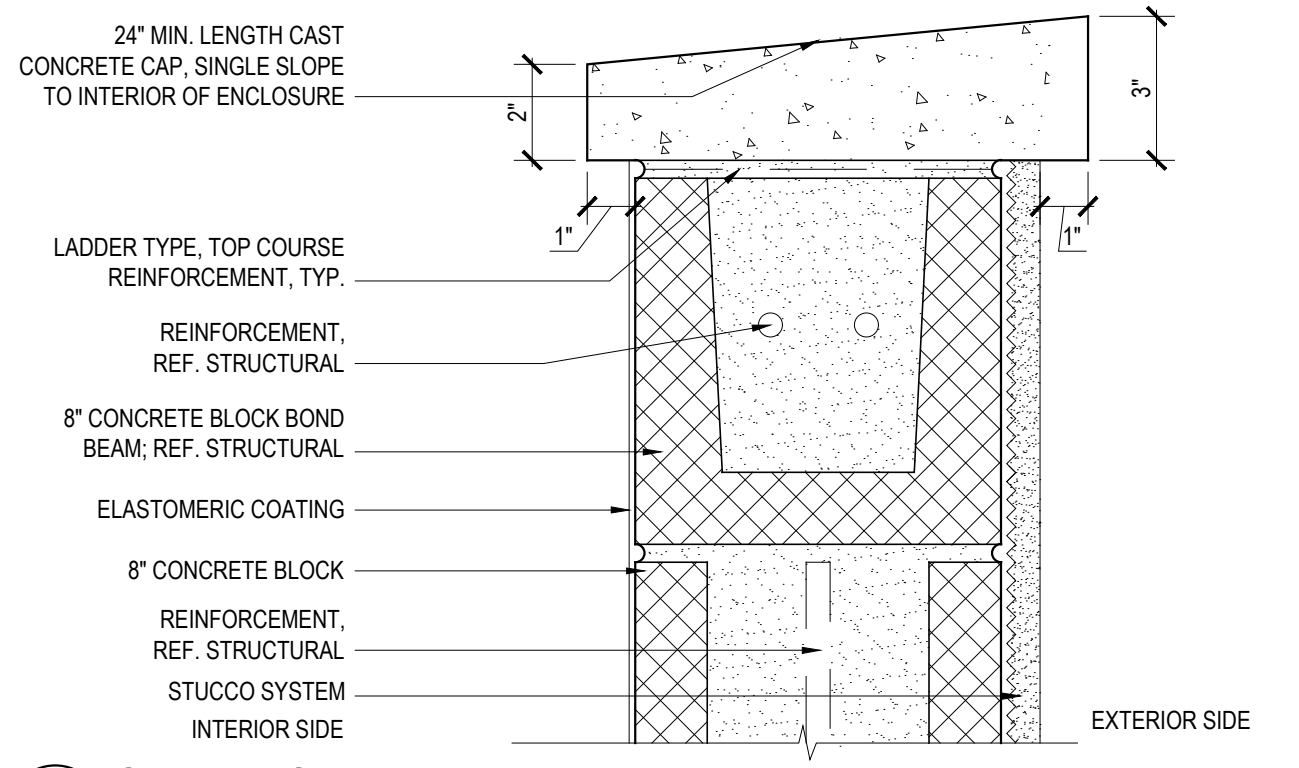 24" MIN. LENGTH CAST
CONCRETE CAP, SINGLE SLOPE
TO INTERIOR OF ENCLOSURE
2"
3"
1"
1"
LADDER TYPE, TOP COURSE
REINFORCEMENT, TYP.
REINFORCEMENT,
REF. STRUCTURAL
8" CONCRETE BLOCK BOND
BEAM; REF. STRUCTURAL
ELASTOMERIC COATING
8" CONCRETE BLOCK
REINFORCEMENT,
REF. STRUCTURAL
STUCCO SYSTEM
INTERIOR SIDE
EXTERIOR SIDE